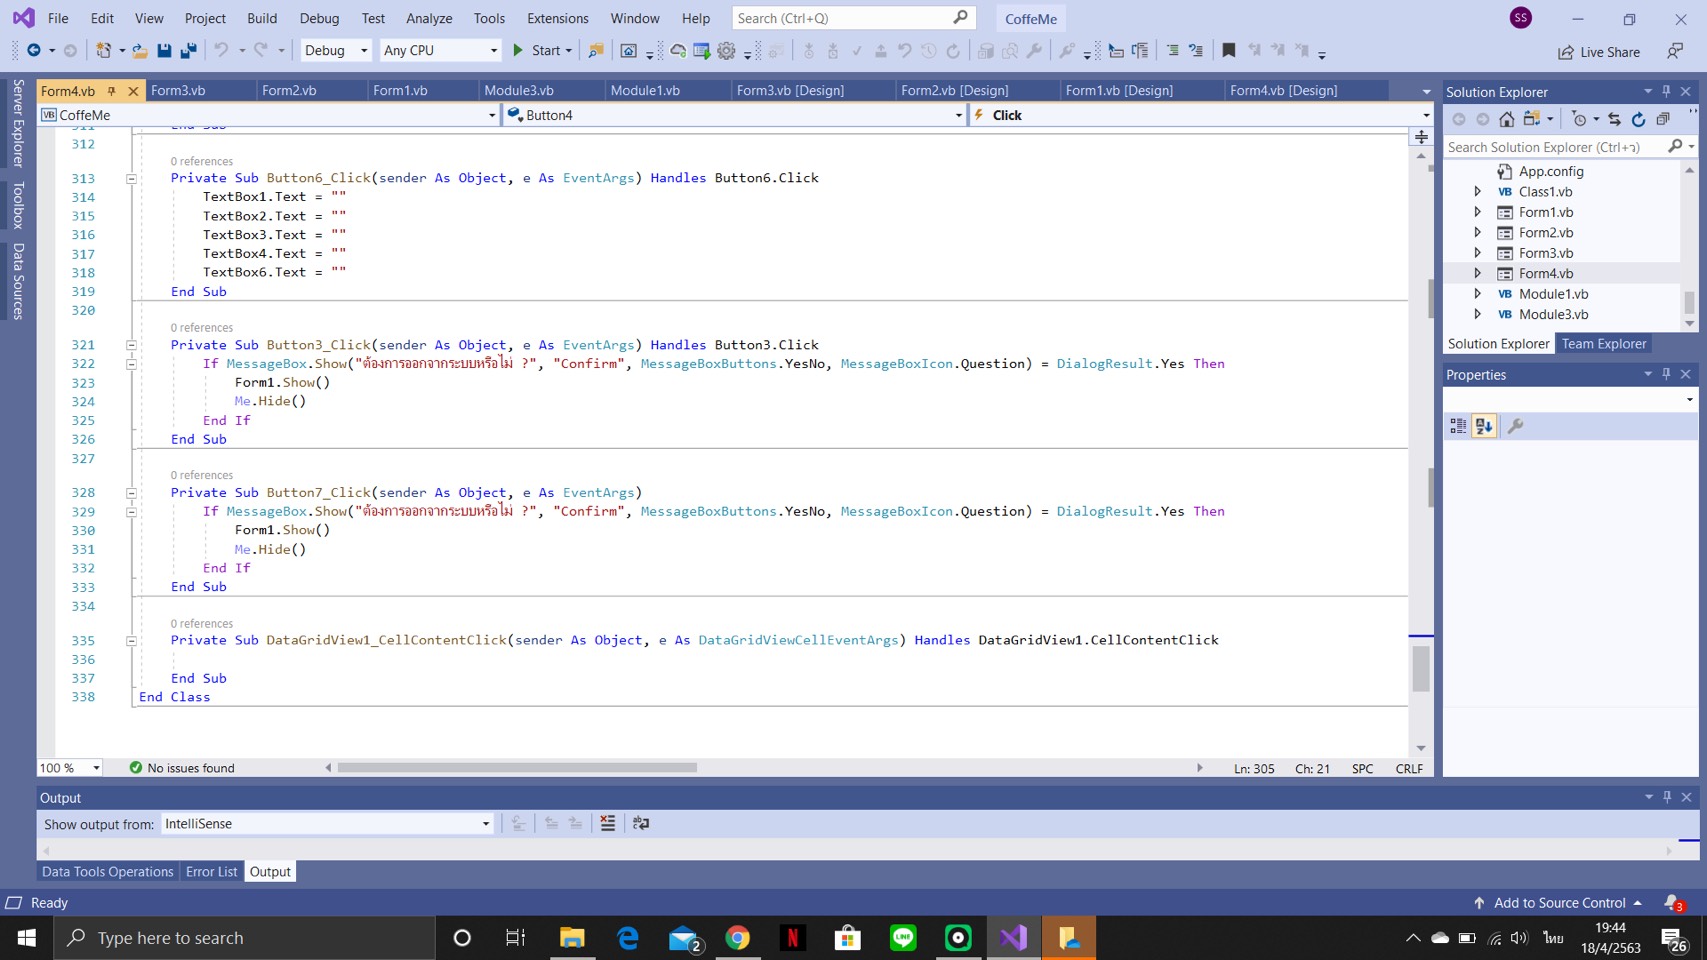 File Edit View Project Build Debug Test Analyze Tools Extensions Window Help Search (Ctrl+Q) CoffeMe SS
Debug Any CPU Start Live Share
Form4.vb Form3.vb Form2.vb Form1.vb Module3.vb Module1.vb Form3.vb [Design] Form2.vb [Design] Form1.vb [Design] Form4.vb [Design]
CoffeMe Button4 Click
Server Explorer
Toolbox
Data Sources
311 End Sub
312
0 references
313 Private Sub Button6_Click(sender As Object, e As EventArgs) Handles Button6.Click
314 TextBox1.Text = ""
315 TextBox2.Text = ""
316 TextBox3.Text = ""
317 TextBox4.Text = ""
318 TextBox6.Text = ""
319 End Sub
320
0 references
321 Private Sub Button3_Click(sender As Object, e As EventArgs) Handles Button3.Click
322 If MessageBox.Show("ต้องการออกจากระบบหรือไม่ ?", "Confirm", MessageBoxButtons.YesNo, MessageBoxIcon.Question) = DialogResult.Yes Then
323 Form1.Show()
324 Me.Hide()
325 End If
326 End Sub
327
0 references
328 Private Sub Button7_Click(sender As Object, e As EventArgs)
329 If MessageBox.Show("ต้องการออกจากระบบหรือไม่ ?", "Confirm", MessageBoxButtons.YesNo, MessageBoxIcon.Question) = DialogResult.Yes Then
330 Form1.Show()
331 Me.Hide()
332 End If
333 End Sub
334
0 references
335 Private Sub DataGridView1_CellContentClick(sender As Object, e As DataGridViewCellEventArgs) Handles DataGridView1.CellContentClick
336
337 End Sub
338 End Class
100 % No issues found Ln: 305 Ch: 21 SPC CRLF
Solution Explorer
Search Solution Explorer (Ctrl+ว)
App.config
VB Class1.vb
Form1.vb
Form2.vb
Form3.vb
Form4.vb
VB Module1.vb
VB Module3.vb
Solution Explorer Team Explorer
Properties
Output
Show output from: IntelliSense
Data Tools Operations Error List Output
Ready Add to Source Control 3
Type here to search 2 N LINE ไทย 19:44
18/4/2563 26